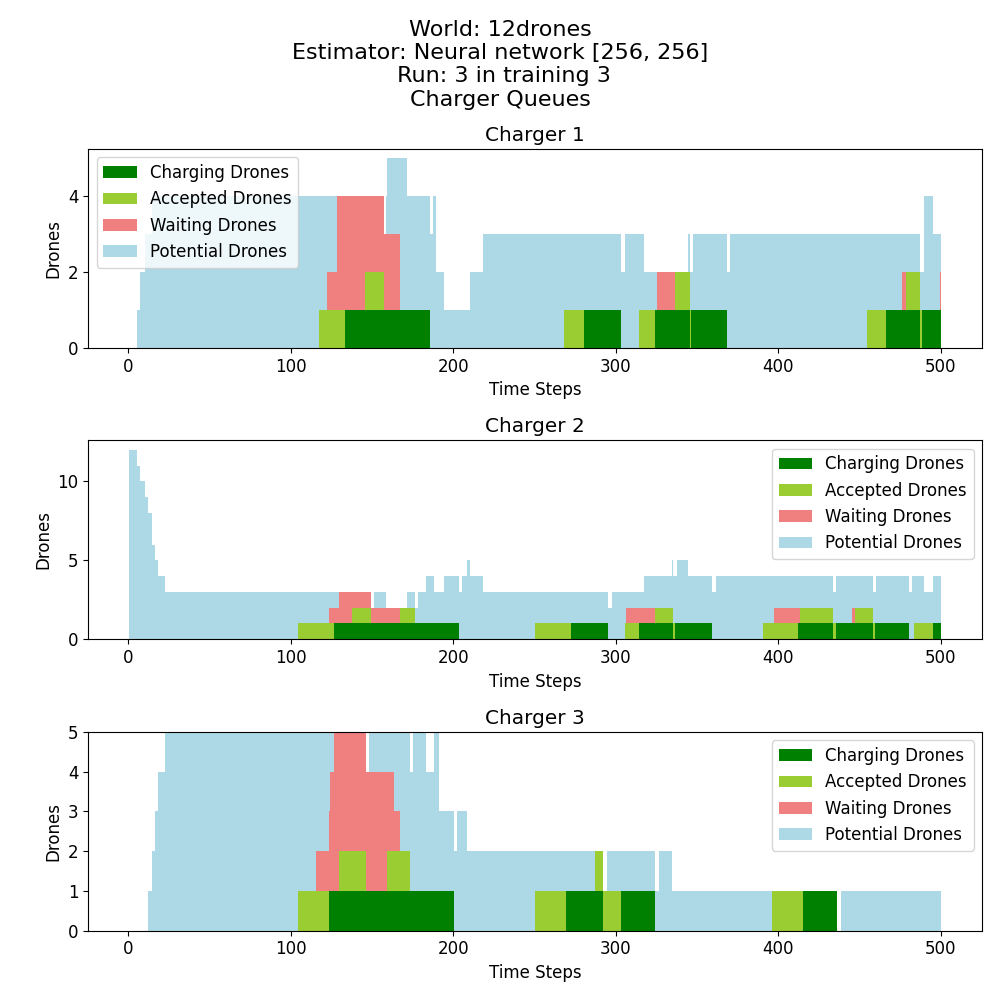 World: 12drones
Estimator: Neural network [256, 256]
Run: 3 in training 3
Charger Queues
Charger 1
Charging Drones
Accepted Drones
Waiting Drones
Potential Drones
Drones
4
2
0
0 100 200 300 400 500
Time Steps
Charger 2
Charging Drones
Accepted Drones
Waiting Drones
Potential Drones
Drones
10
5
0
0 100 200 300 400 500
Time Steps
Charger 3
Charging Drones
Accepted Drones
Waiting Drones
Potential Drones
Drones
5
4
3
2
1
0
0 100 200 300 400 500
Time Steps